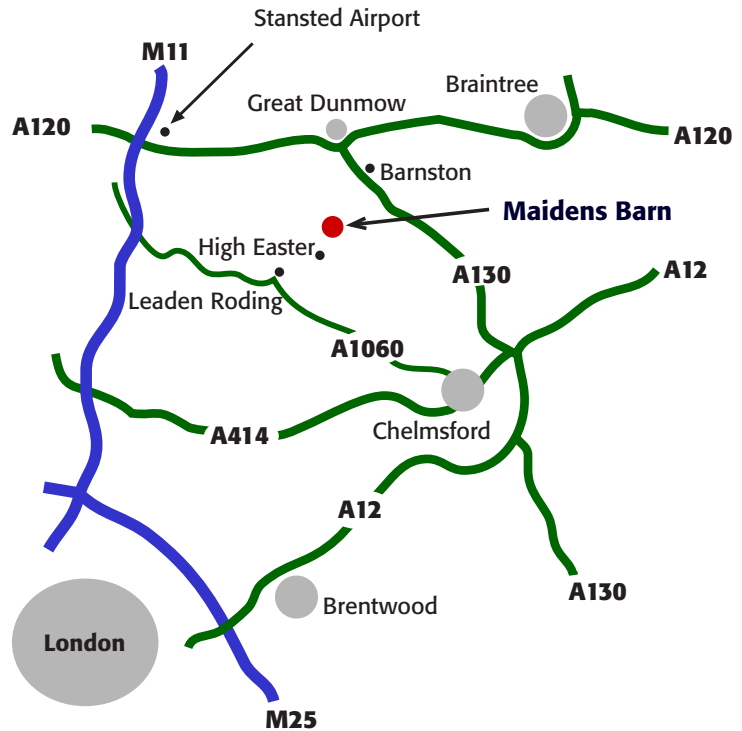 Stansted Airport
M11
Braintree
Great Dunmow
A120
A120
Barnston
Maidens Barn
High Easter
A130
A12
Leaden Roding
A1060
A414
Chelmsford
A12
A130
Brentwood
London
M25